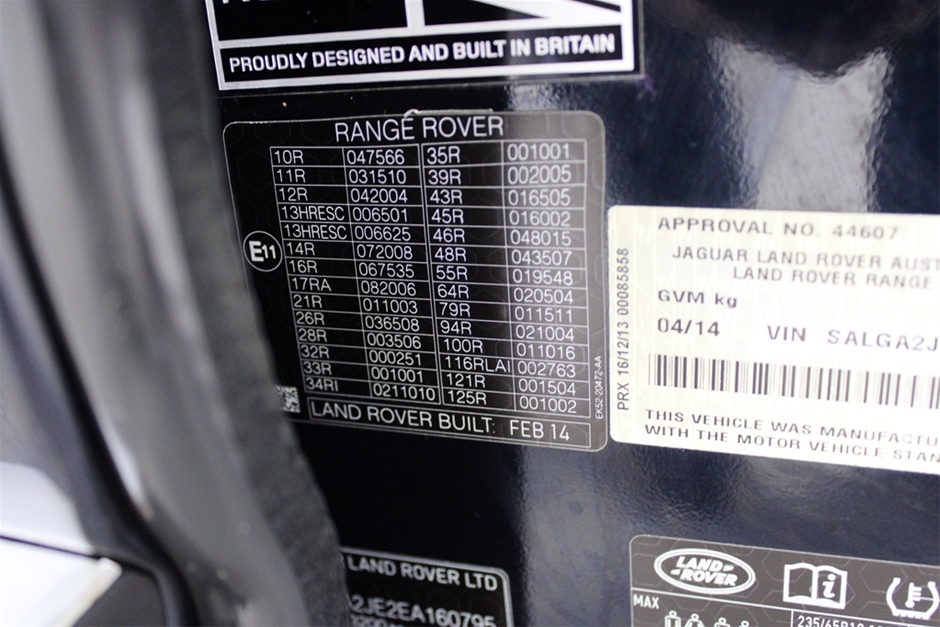 PROUDLY DESIGNED AND BUILT IN BRITAIN
RANGE ROVER
10R 047566 35R 001001
11R 031510 39R 002005
12R 042004 43R 016505
13HRESC 006501 45R 016002
13HRESC 006625 46R 048015
14R 072008 48R 043507
16R 067535 55R 019548
17RA 082006 64R 020504
21R 011003 79R 011511
26R 036508 94R 021004
28R 003506 100R 011016
32R 000251 116RLAI 002763
33R 001001 121R 001504
34RI 0211010 125R 001002
LAND ROVER BUILT: FEB 14
E11
EK52-20472-AA
PRX 16/12/13 00085858
APPROVAL NO. 44607
JAGUAR LAND ROVER AUST
LAND ROVER RANGE
GVM kg
04/14 VIN SALGA2J
THIS VEHICLE WAS MANUFACTU
WITH THE MOTOR VEHICLE STAN
LAND ROVER LTD
2JE2EA160795
LAND ROVER
MAX